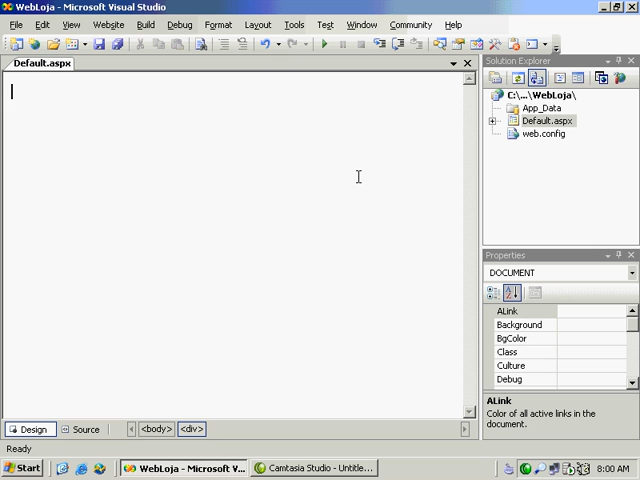 WebLoja - Microsoft Visual Studio
File Edit View Website Build Debug Format Layout Tools Test Window Community Help
Default.aspx
Solution Explorer
C:\...\WebLoja\
App_Data
Default.aspx
web.config
Properties
DOCUMENT
ALink
Background
BgColor
Class
Culture
Debug
ALink
Color of all active links in the document.
Design Source <body> <div>
Ready
Start WebLoja - Microsoft V... Camtasia Studio - Untitle... 8:00 AM